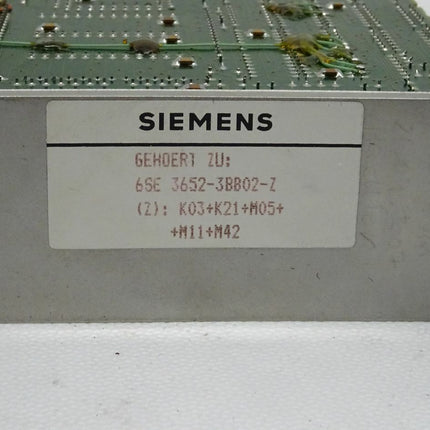 SIEMENS
GEHOERT ZU:
6SE 3652-3BB02-Z
(Z): K03+K21+M05+
+M11+M42